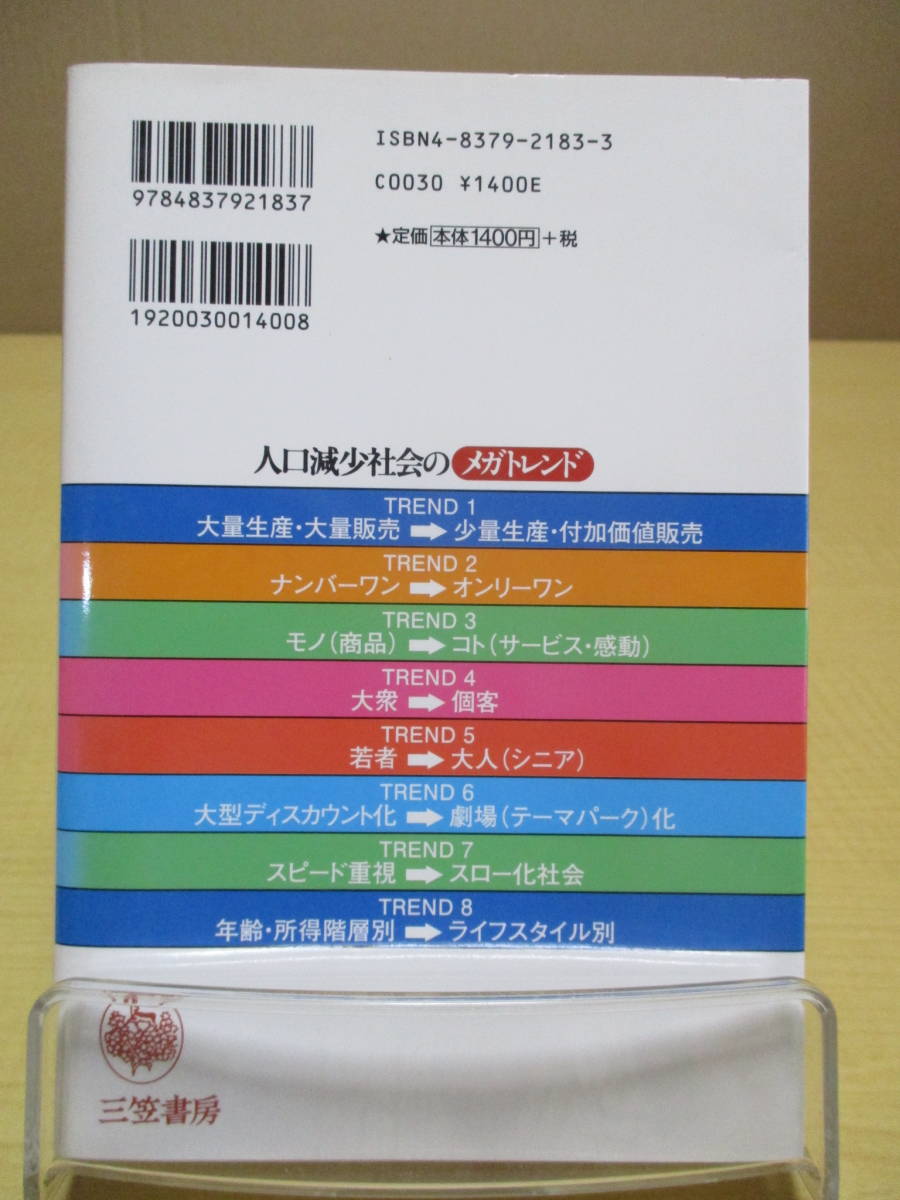 ISBN4-8379-2183-3
C0030 ¥1400E
★定価 本体1400円+税
9784837921837
1920030014008
人口減少社会のメガトレンド
TREND 1
大量生産・大量販売 ➡ 少量生産・付加価値販売
TREND 2
ナンバーワン ➡ オンリーワン
TREND 3
モノ(商品) ➡ コト(サービス・感動)
TREND 4
大衆 ➡ 個客
TREND 5
若者 ➡ 大人(シニア)
TREND 6
大型ディスカウント化 ➡ 劇場(テーマパーク)化
TREND 7
スピード重視 ➡ スロー化社会
TREND 8
年齢・所得階層別 ➡ ライフスタイル別
三笠書房